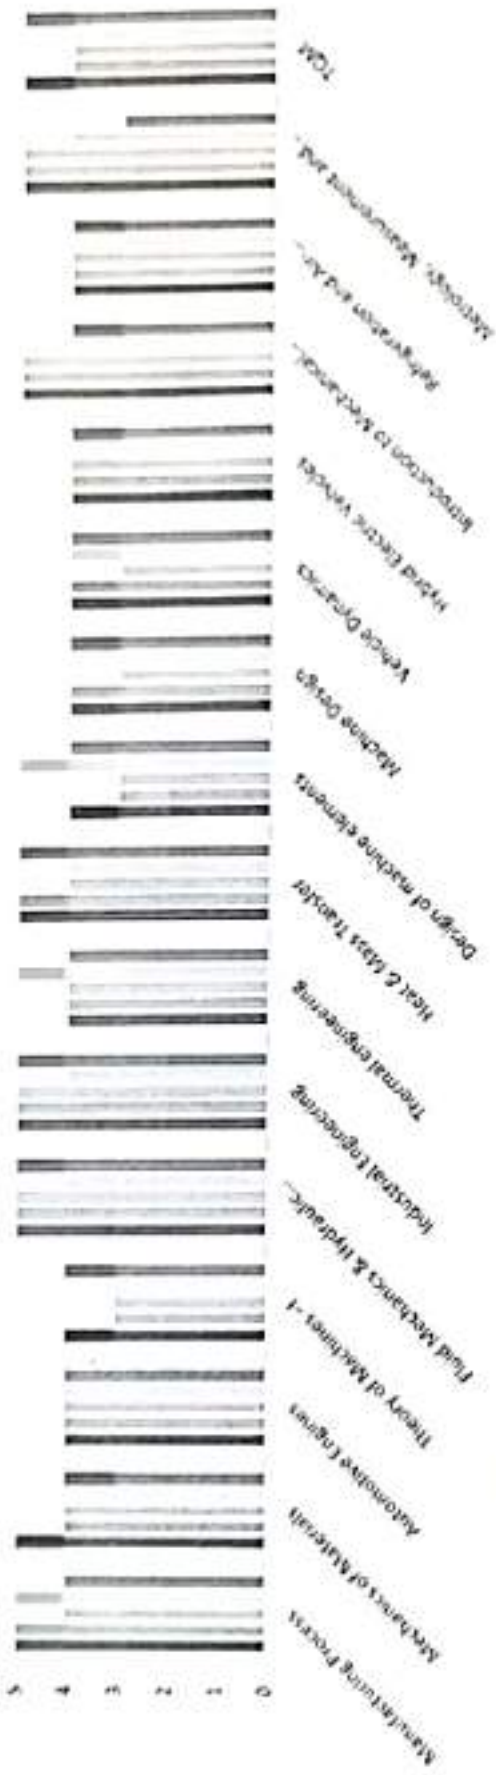 5
4
3
2
1
0
Manufacturing Process
Mechanics of Materials
Automotive Engines
Theory of Machines -I
Fluid Mechanics & Hydraulic...
Industrial Engineering
Thermal Engineering
Heat & Mass Transfer
Design of machine elements
Machine Design
Vehicle Dynamics
Hybrid Electric Vehicles
Introduction to Mechanical...
Refrigeration and Air-...
Metrology, Measurement and...
TQM